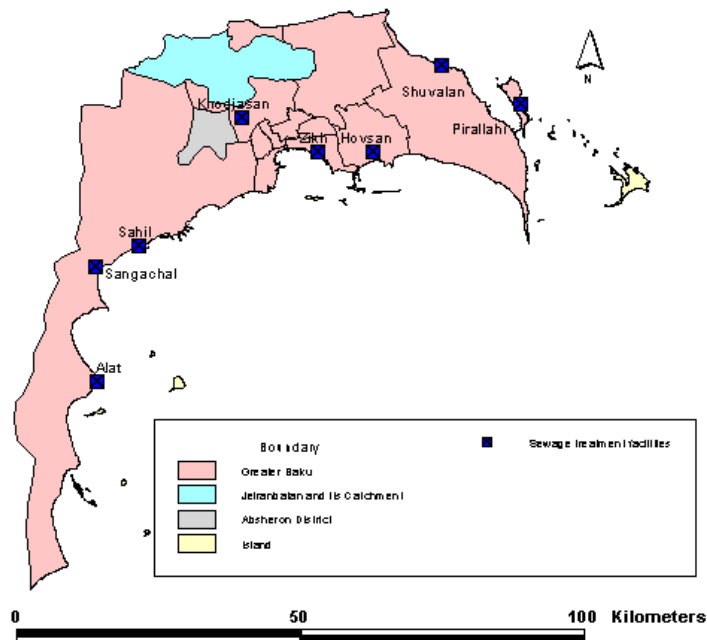 Shuvalan
N
Khodjasan
Pirallahi
Zikh Hovsan
Sahil
Sangachal
Alat
Boundary
Sewage treatment facilities
Greater Baku
Jeiranbatan and its Catchment
Absheron District
Island
0 50 100 Kilometers